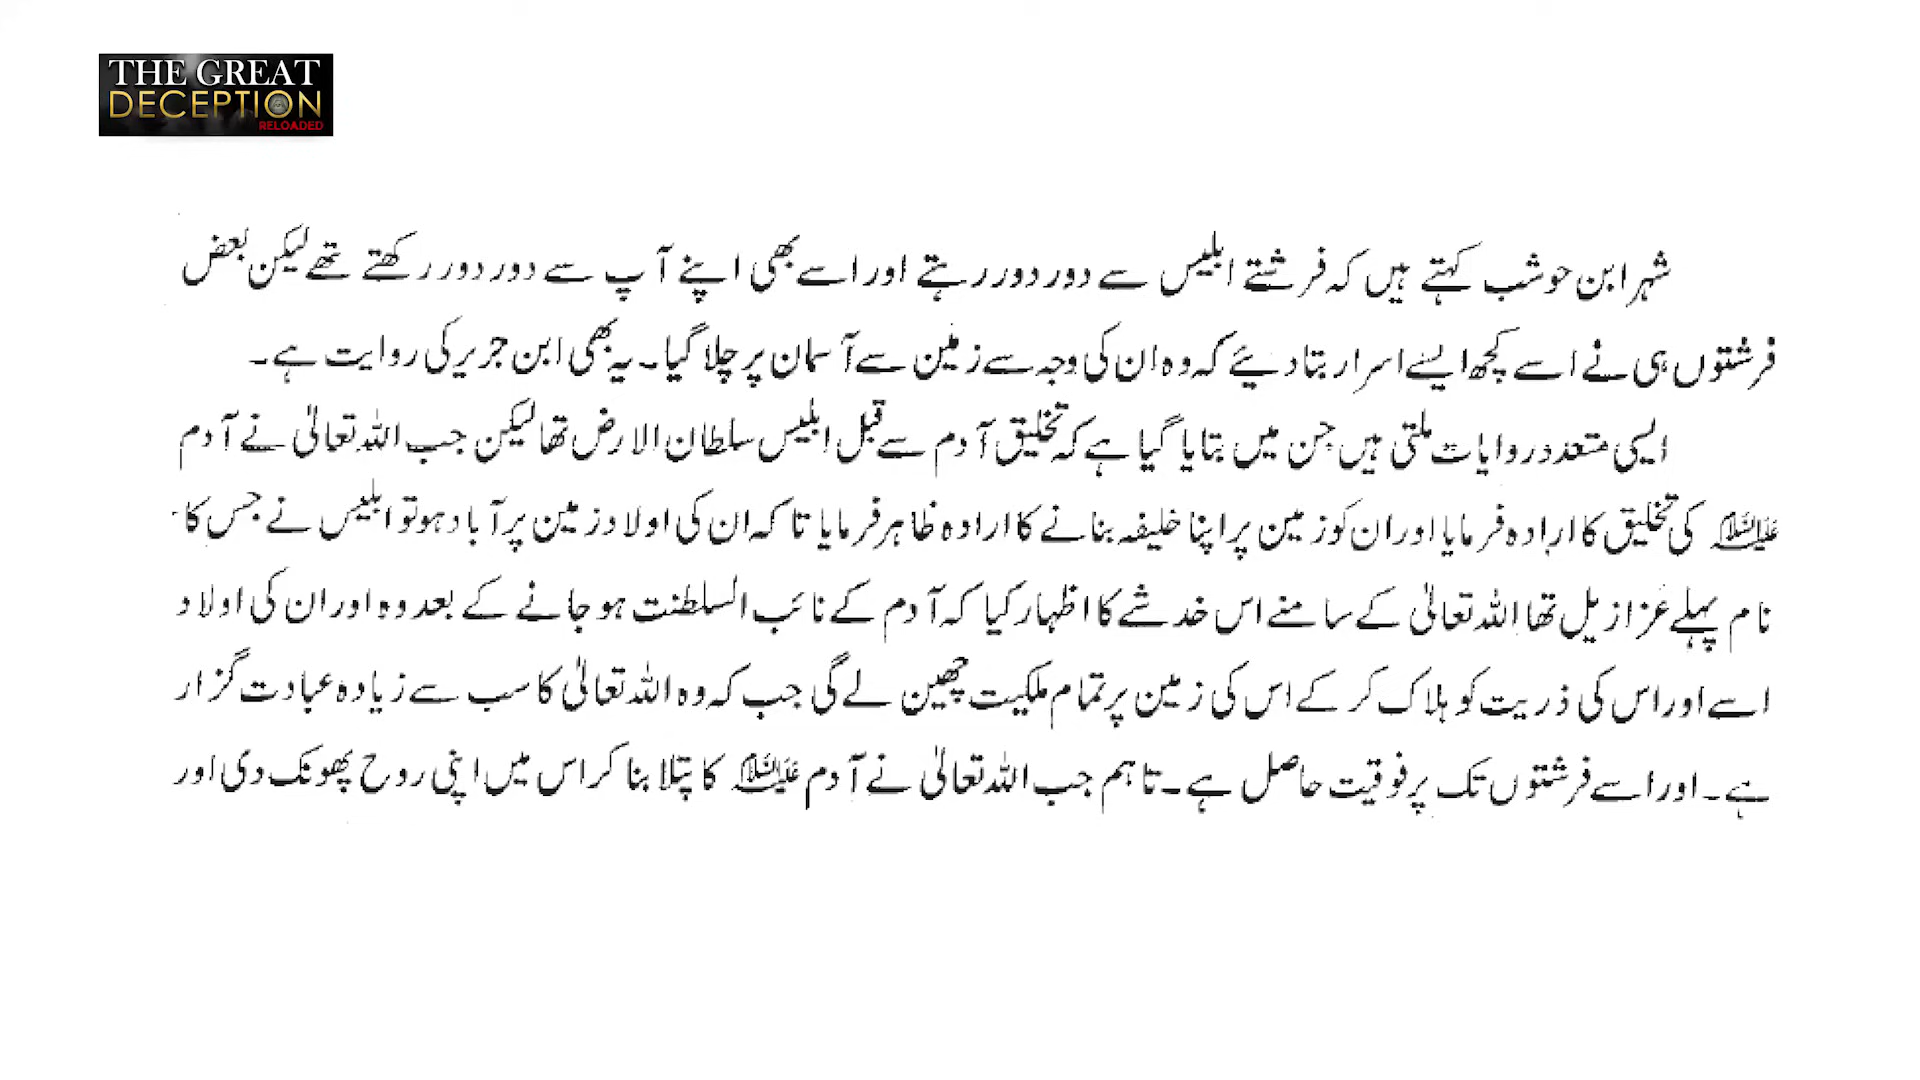 THE GREAT
DECEPTION
RELOADED
شہر ابن حوشب کہتے ہیں کہ فرشتے ابلیس سے دور دور رہتے اور اسے بھی اپنے آپ سے دور دور رکھتے تھے لیکن بعض
فرشتوں ہی نے اسے کچھ ایسے اسرار بتا دیئے کہ وہ ان کی وجہ سے زمین سے آسمان پر چلا گیا۔ یہ بھی ابن جریر کی روایت ہے۔
ایسی متعدد روایات ملتی ہیں جن میں بتایا گیا ہے کہ تخلیق آدم سے قبل ابلیس سلطان الارض تھا لیکن جب اللہ تعالیٰ نے آدم
علیہ السلام کی تخلیق کا ارادہ فرمایا اور ان کو زمین پر اپنا خلیفہ بنانے کا ارادہ ظاہر فرمایا تا کہ ان کی اولاد زمین پر آباد ہو تو ابلیس نے جس کا
نام پہلے عزازیل تھا اللہ تعالیٰ کے سامنے اس خدشے کا اظہار کیا کہ آدم کے نائب السلطنت ہو جانے کے بعد وہ اور ان کی اولاد
اسے اور اس کی ذریت کو ہلاک کر کے اس کی زمین پر تمام ملکیت چھین لے گی جب کہ وہ اللہ تعالیٰ کا سب سے زیادہ عبادت گزار
ہے۔ اور اسے فرشتوں تک پر فوقیت حاصل ہے۔ تاہم جب اللہ تعالیٰ نے آدم علیہ السلام کا پتلا بنا کر اس میں اپنی روح پھونک دی اور